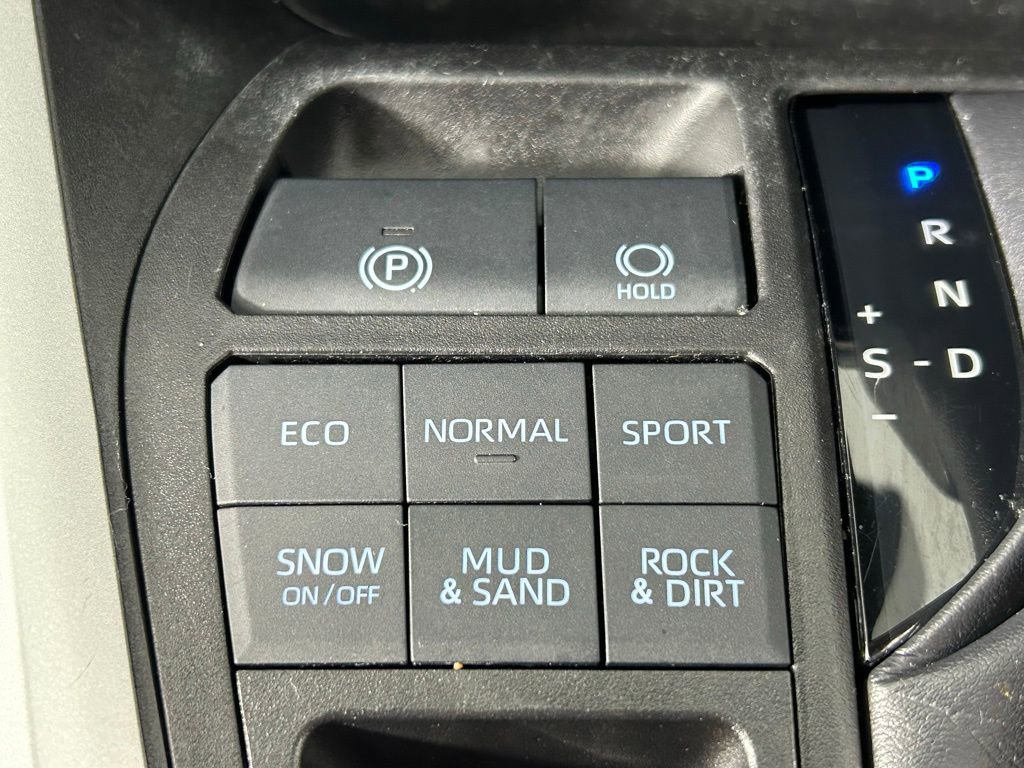 P
HOLD
ECO
NORMAL
SPORT
SNOW
ON/OFF
MUD
& SAND
ROCK
& DIRT
P
R
N
+
S - D
–